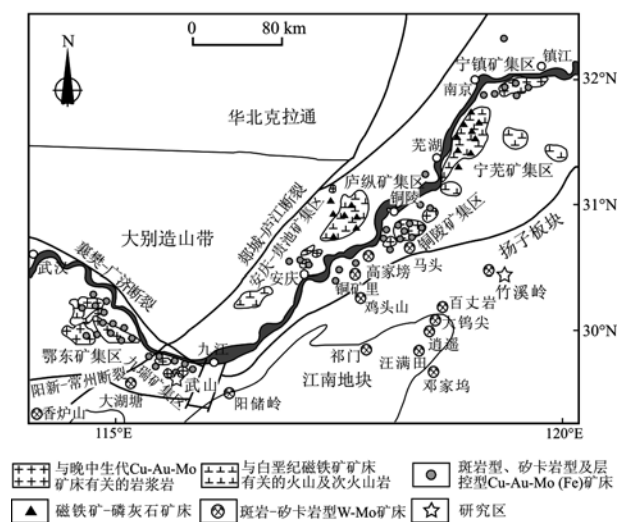 N
0
80 km
宁镇矿集区
镇江
32°N
南京
华北克拉通
芜湖
宁芜矿集区
庐纵矿集区
31°N
铜陵
铜陵矿集区
郯城-庐江断裂
安庆-贵池矿集区
大别造山带
扬子板块
襄樊-广济断裂
武汉
安庆
高家塝
马头
铜矿里
鸡头山
竹溪岭
百丈岩
大钨尖
30°N
逍遥
鄂东矿集区
九江
祁门
汪满田
江南地块
邓家坞
九瑞矿集区
武山
阳新-常州断裂
大湖塘
阳储岭
香炉山
115°E
120°E
与晚中生代Cu-Au-Mo
矿床有关的岩浆岩
与白垩纪磁铁矿矿床
有关的火山及次火山岩
斑岩型、矽卡岩型及层
控型Cu-Au-Mo (Fe)矿床
磁铁矿-磷灰石矿床
斑岩-矽卡岩型W-Mo矿床
研究区